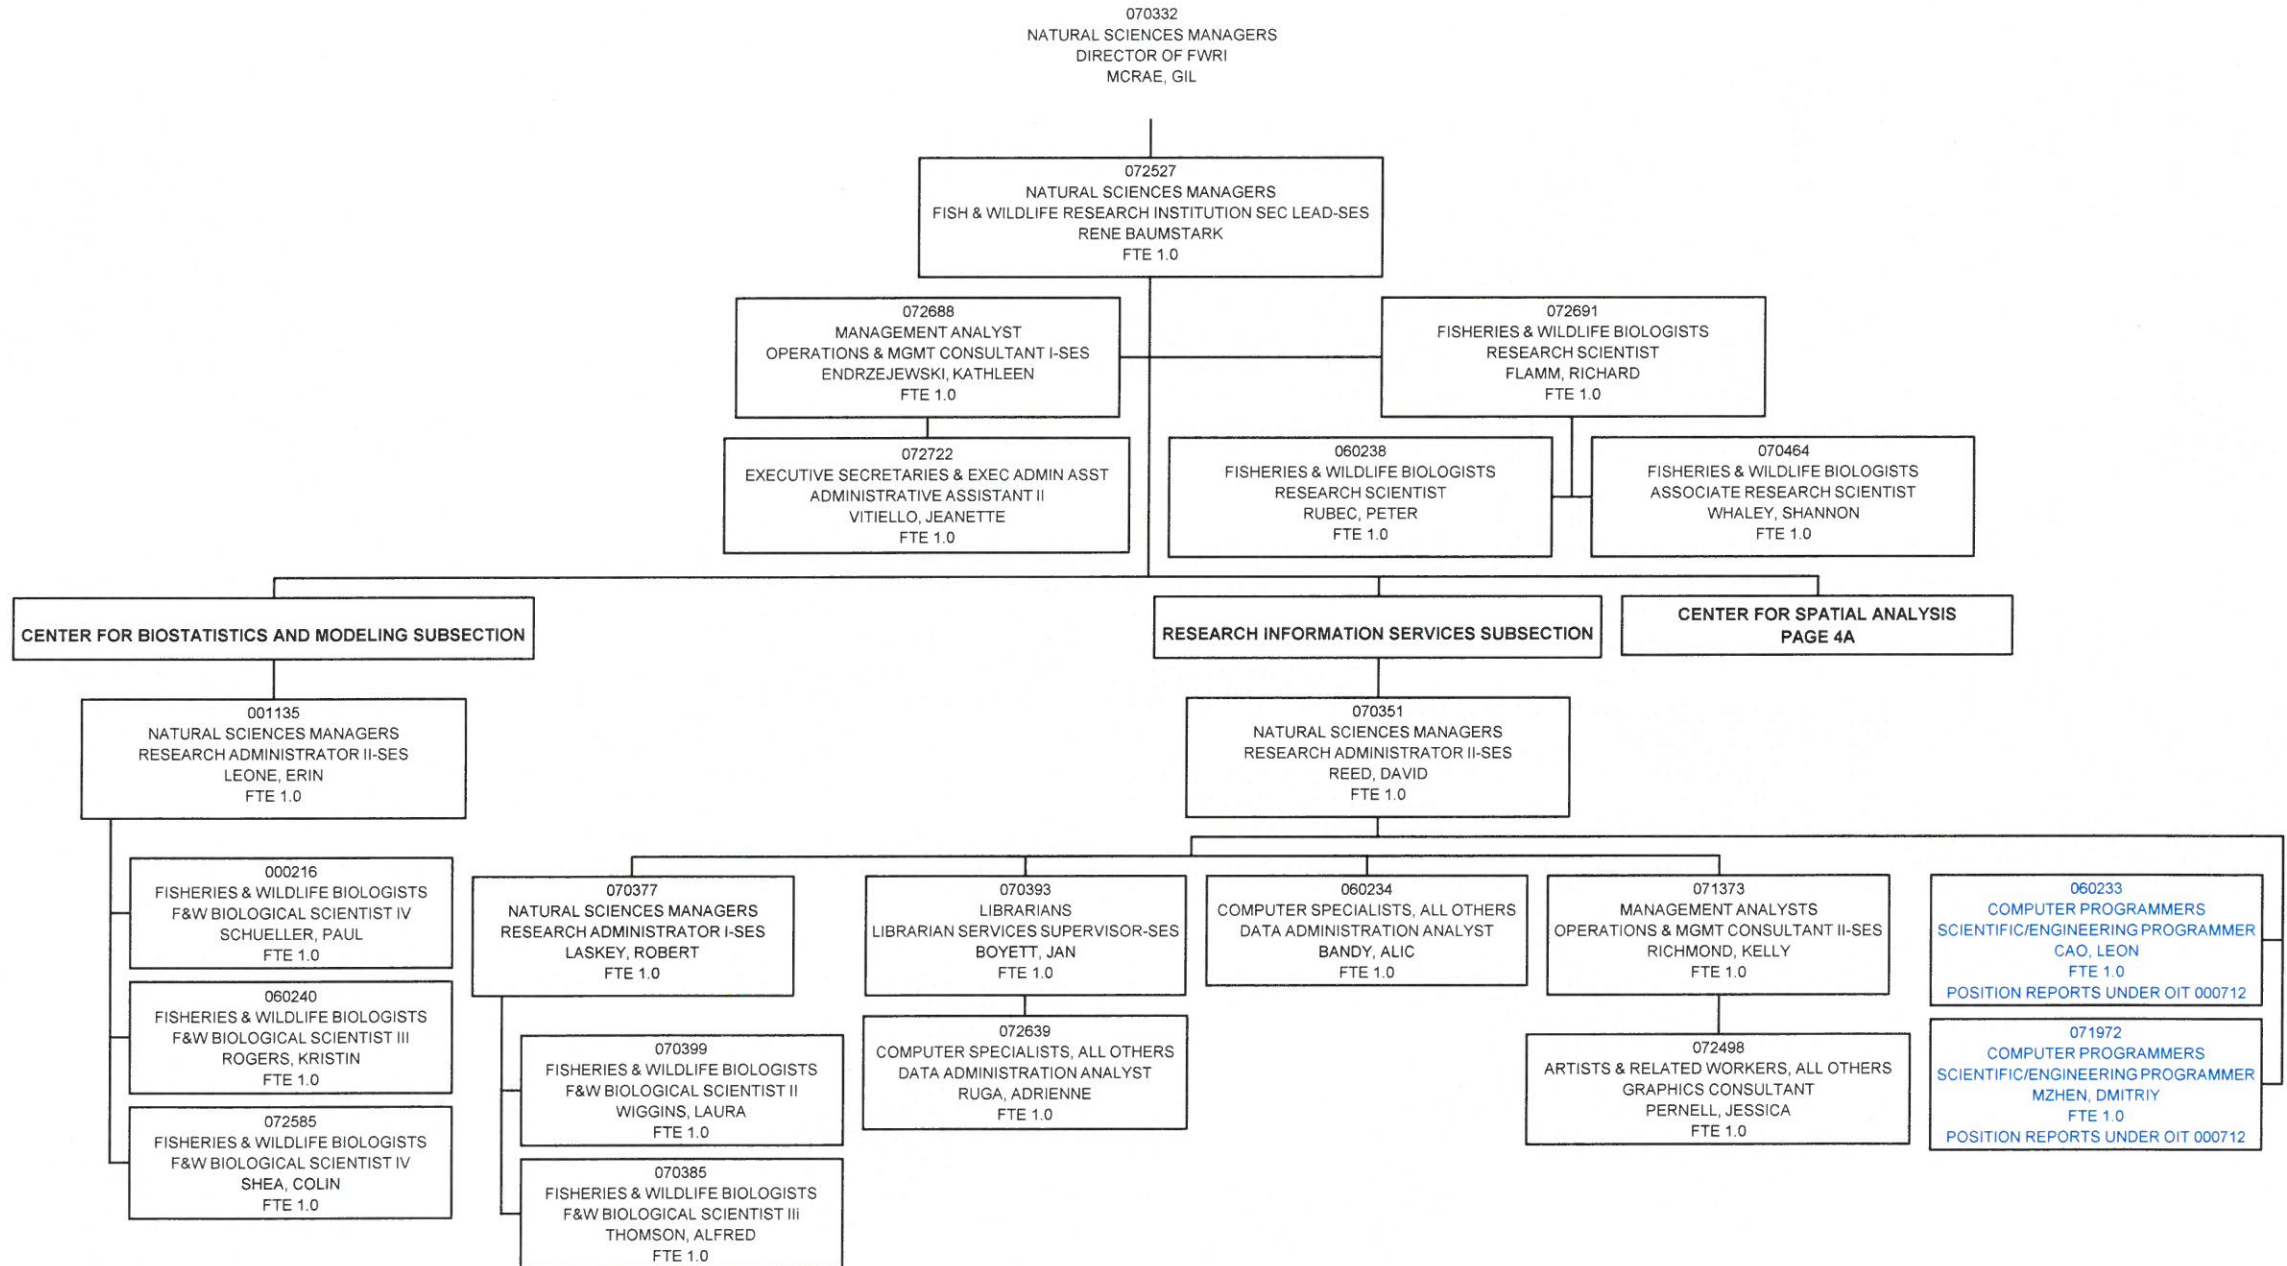 070332
NATURAL SCIENCES MANAGERS
DIRECTOR OF FWRI
MCRAE, GIL
072527
NATURAL SCIENCES MANAGERS
FISH & WILDLIFE RESEARCH INSTITUTION SEC LEAD-SES
RENE BAUMSTARK
FTE 1.0
072688
MANAGEMENT ANALYST
OPERATIONS & MGMT CONSULTANT I-SES
ENDRZEJEWSKI, KATHLEEN
FTE 1.0
072691
FISHERIES & WILDLIFE BIOLOGISTS
RESEARCH SCIENTIST
FLAMM, RICHARD
FTE 1.0
072722
EXECUTIVE SECRETARIES & EXEC ADMIN ASST
ADMINISTRATIVE ASSISTANT II
VITIELLO, JEANETTE
FTE 1.0
060238
FISHERIES & WILDLIFE BIOLOGISTS
RESEARCH SCIENTIST
RUBEC, PETER
FTE 1.0
070464
FISHERIES & WILDLIFE BIOLOGISTS
ASSOCIATE RESEARCH SCIENTIST
WHALEY, SHANNON
FTE 1.0
CENTER FOR BIOSTATISTICS AND MODELING SUBSECTION
RESEARCH INFORMATION SERVICES SUBSECTION
CENTER FOR SPATIAL ANALYSIS
PAGE 4A
001135
NATURAL SCIENCES MANAGERS
RESEARCH ADMINISTRATOR II-SES
LEONE, ERIN
FTE 1.0
070351
NATURAL SCIENCES MANAGERS
RESEARCH ADMINISTRATOR II-SES
REED, DAVID
FTE 1.0
000216
FISHERIES & WILDLIFE BIOLOGISTS
F&W BIOLOGICAL SCIENTIST IV
SCHUELLER, PAUL
FTE 1.0
060240
FISHERIES & WILDLIFE BIOLOGISTS
F&W BIOLOGICAL SCIENTIST III
ROGERS, KRISTIN
FTE 1.0
072585
FISHERIES & WILDLIFE BIOLOGISTS
F&W BIOLOGICAL SCIENTIST IV
SHEA, COLIN
FTE 1.0
070377
NATURAL SCIENCES MANAGERS
RESEARCH ADMINISTRATOR I-SES
LASKEY, ROBERT
FTE 1.0
070399
FISHERIES & WILDLIFE BIOLOGISTS
F&W BIOLOGICAL SCIENTIST II
WIGGINS, LAURA
FTE 1.0
070385
FISHERIES & WILDLIFE BIOLOGISTS
F&W BIOLOGICAL SCIENTIST IIi
THOMSON, ALFRED
FTE 1.0
070393
LIBRARIANS
LIBRARIAN SERVICES SUPERVISOR-SES
BOYETT, JAN
FTE 1.0
072639
COMPUTER SPECIALISTS, ALL OTHERS
DATA ADMINISTRATION ANALYST
RUGA, ADRIENNE
FTE 1.0
060234
COMPUTER SPECIALISTS, ALL OTHERS
DATA ADMINISTRATION ANALYST
BANDY, ALIC
FTE 1.0
071373
MANAGEMENT ANALYSTS
OPERATIONS & MGMT CONSULTANT II-SES
RICHMOND, KELLY
FTE 1.0
072498
ARTISTS & RELATED WORKERS, ALL OTHERS
GRAPHICS CONSULTANT
PERNELL, JESSICA
FTE 1.0
060233
COMPUTER PROGRAMMERS
SCIENTIFIC/ENGINEERING PROGRAMMER
CAO, LEON
FTE 1.0
POSITION REPORTS UNDER OIT 000712
071972
COMPUTER PROGRAMMERS
SCIENTIFIC/ENGINEERING PROGRAMMER
MZHEN, DMITRIY
FTE 1.0
POSITION REPORTS UNDER OIT 000712